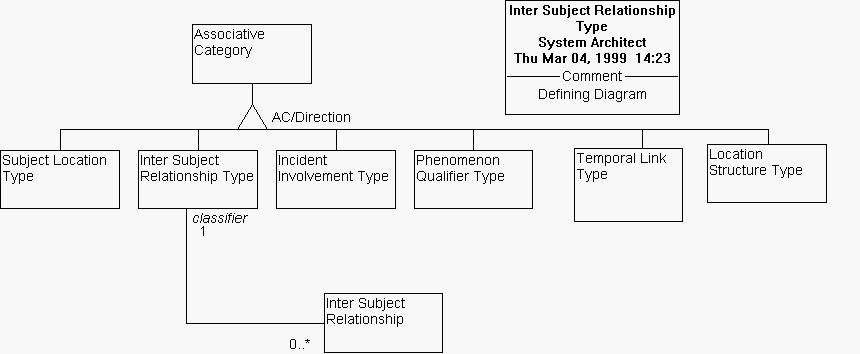 Associative
Category
Inter Subject Relationship
Type
System Architect
Thu Mar 04, 1999 14:23
Comment
Defining Diagram
AC/Direction
Subject Location
Type
Inter Subject
Relationship Type
Incident
Involvement Type
Phenomenon
Qualifier Type
Temporal Link
Type
Location
Structure Type
classifier
1
Inter Subject
Relationship
0..*